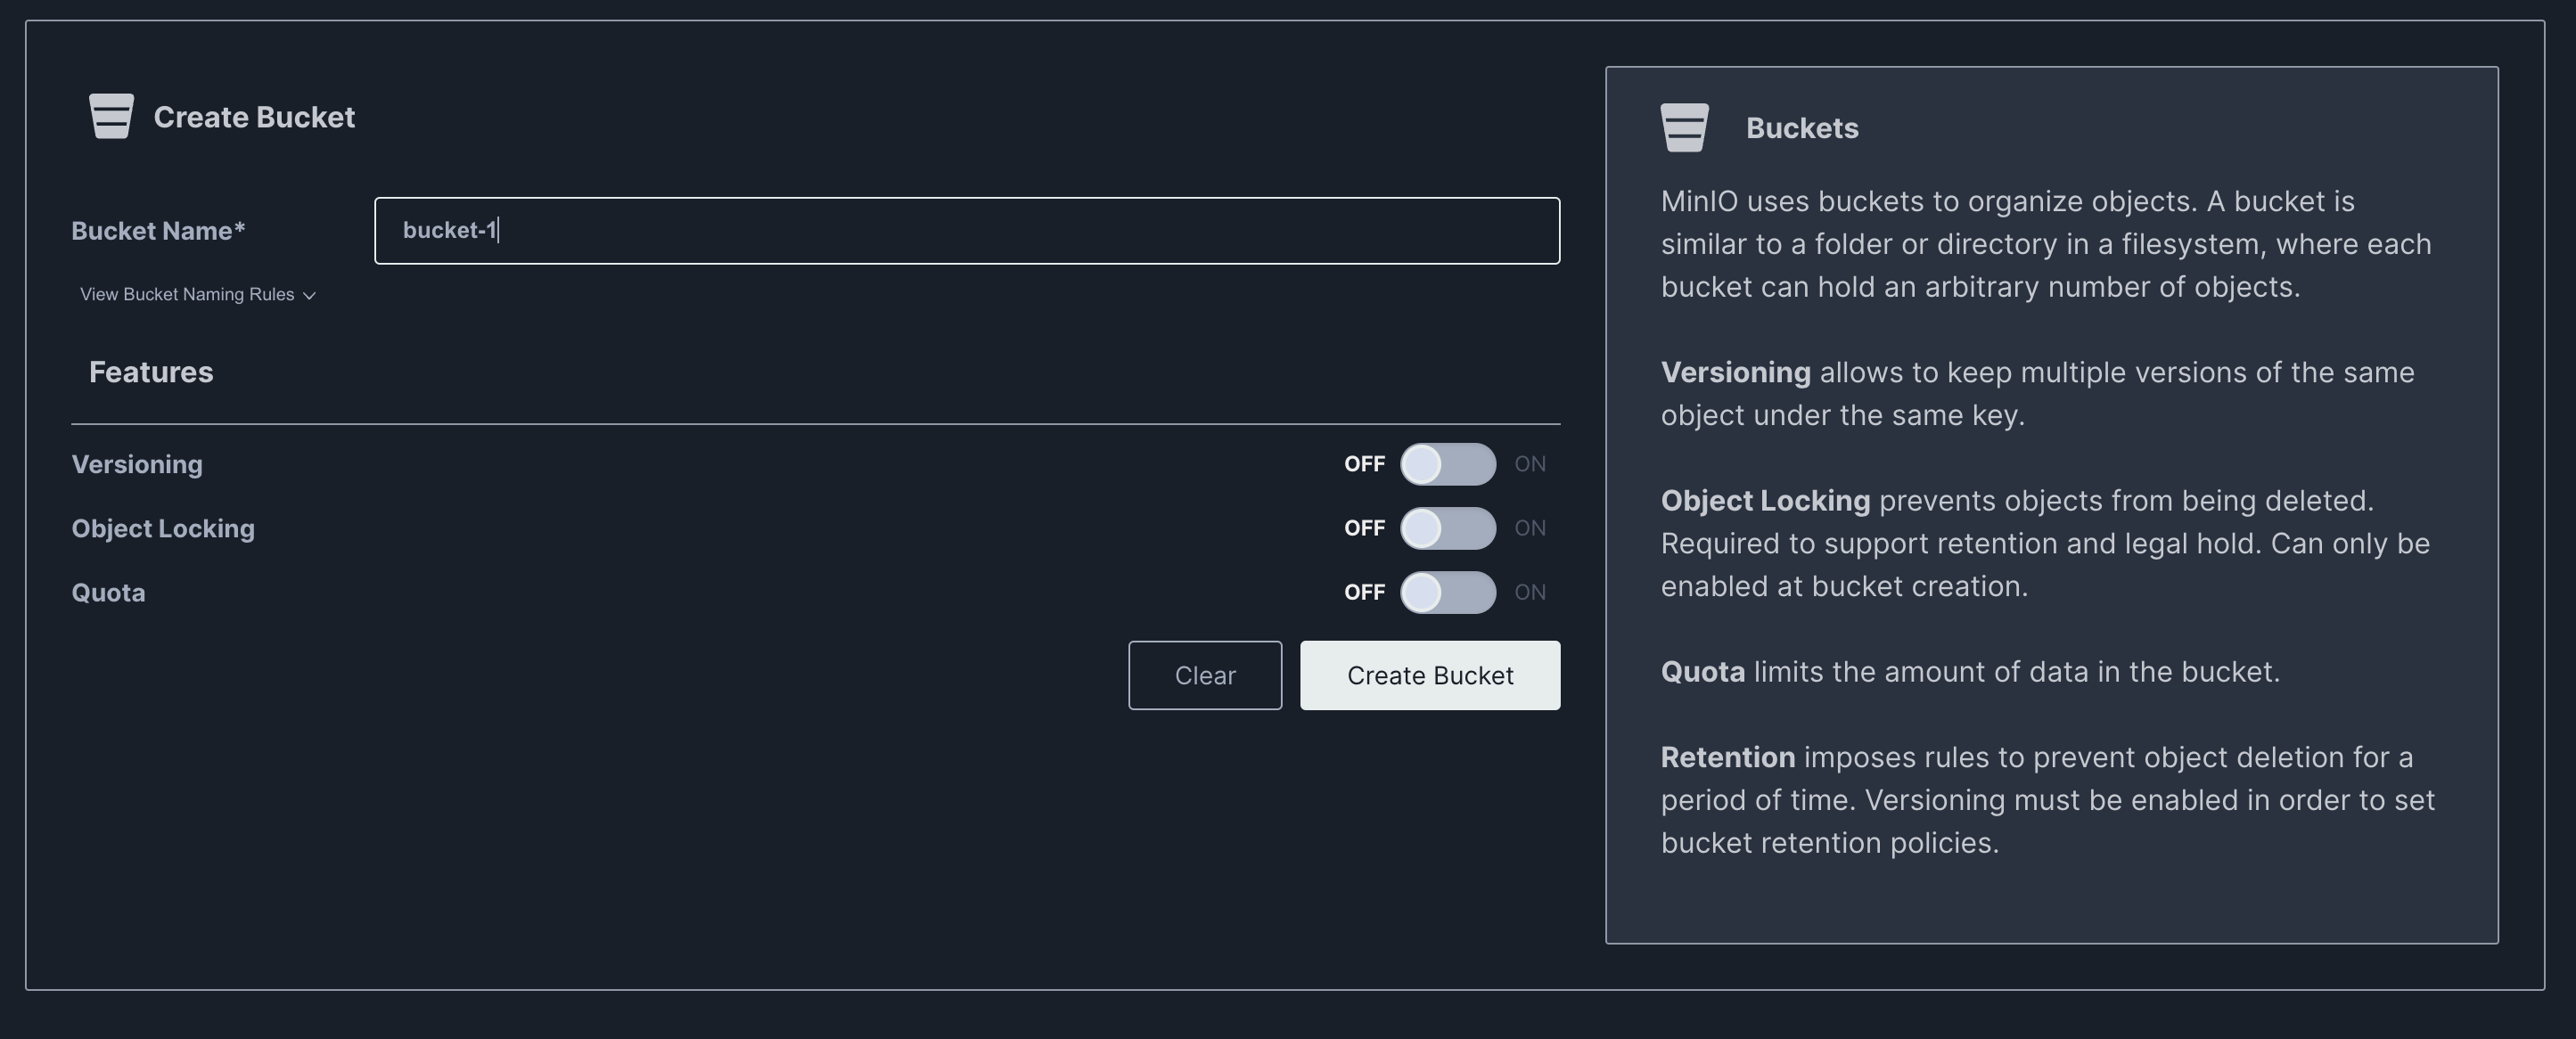 Create Bucket
Bucket Name*
bucket-1
View Bucket Naming Rules
Features
Versioning
OFF ON
Object Locking
OFF ON
Quota
OFF ON
Clear
Create Bucket
Buckets
MinIO uses buckets to organize objects. A bucket is
similar to a folder or directory in a filesystem, where each
bucket can hold an arbitrary number of objects.
Versioning allows to keep multiple versions of the same
object under the same key.
Object Locking prevents objects from being deleted.
Required to support retention and legal hold. Can only be
enabled at bucket creation.
Quota limits the amount of data in the bucket.
Retention imposes rules to prevent object deletion for a
period of time. Versioning must be enabled in order to set
bucket retention policies.